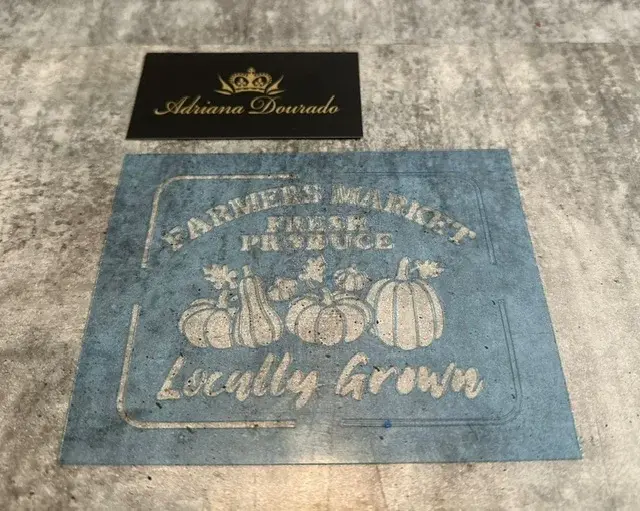 Adriana Dourado
FARMERS MARKET
FRESH
PRODUCE
Locally Grown